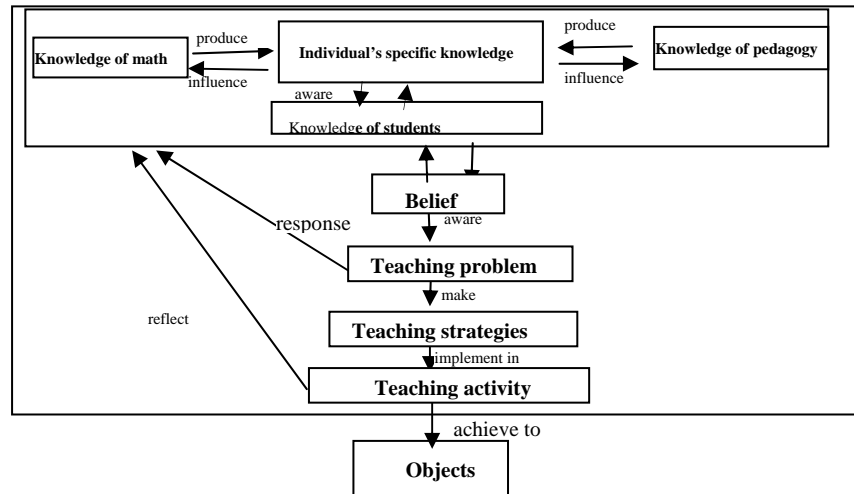 produce
produce
Knowledge of math
Individual's specific knowledge
Knowledge of pedagogy
influence
influence
aware
Knowledge of students
Belief
aware
response
Teaching problem
make
reflect
Teaching strategies
implement in
Teaching activity
achieve to
Objects